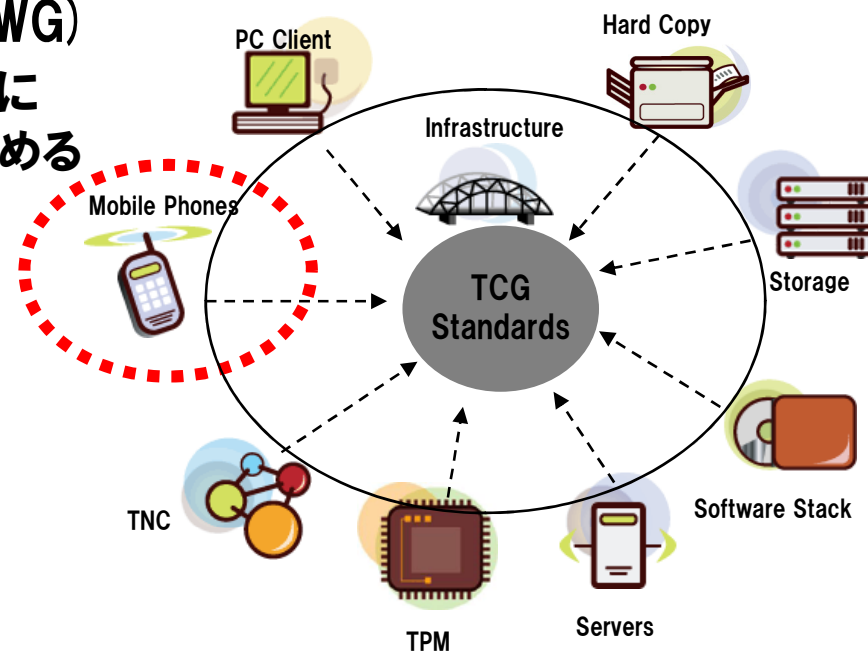 WG)
に
める
PC Client
Hard Copy
Infrastructure
Mobile Phones
TCG
Standards
Storage
Software Stack
TNC
Servers
TPM